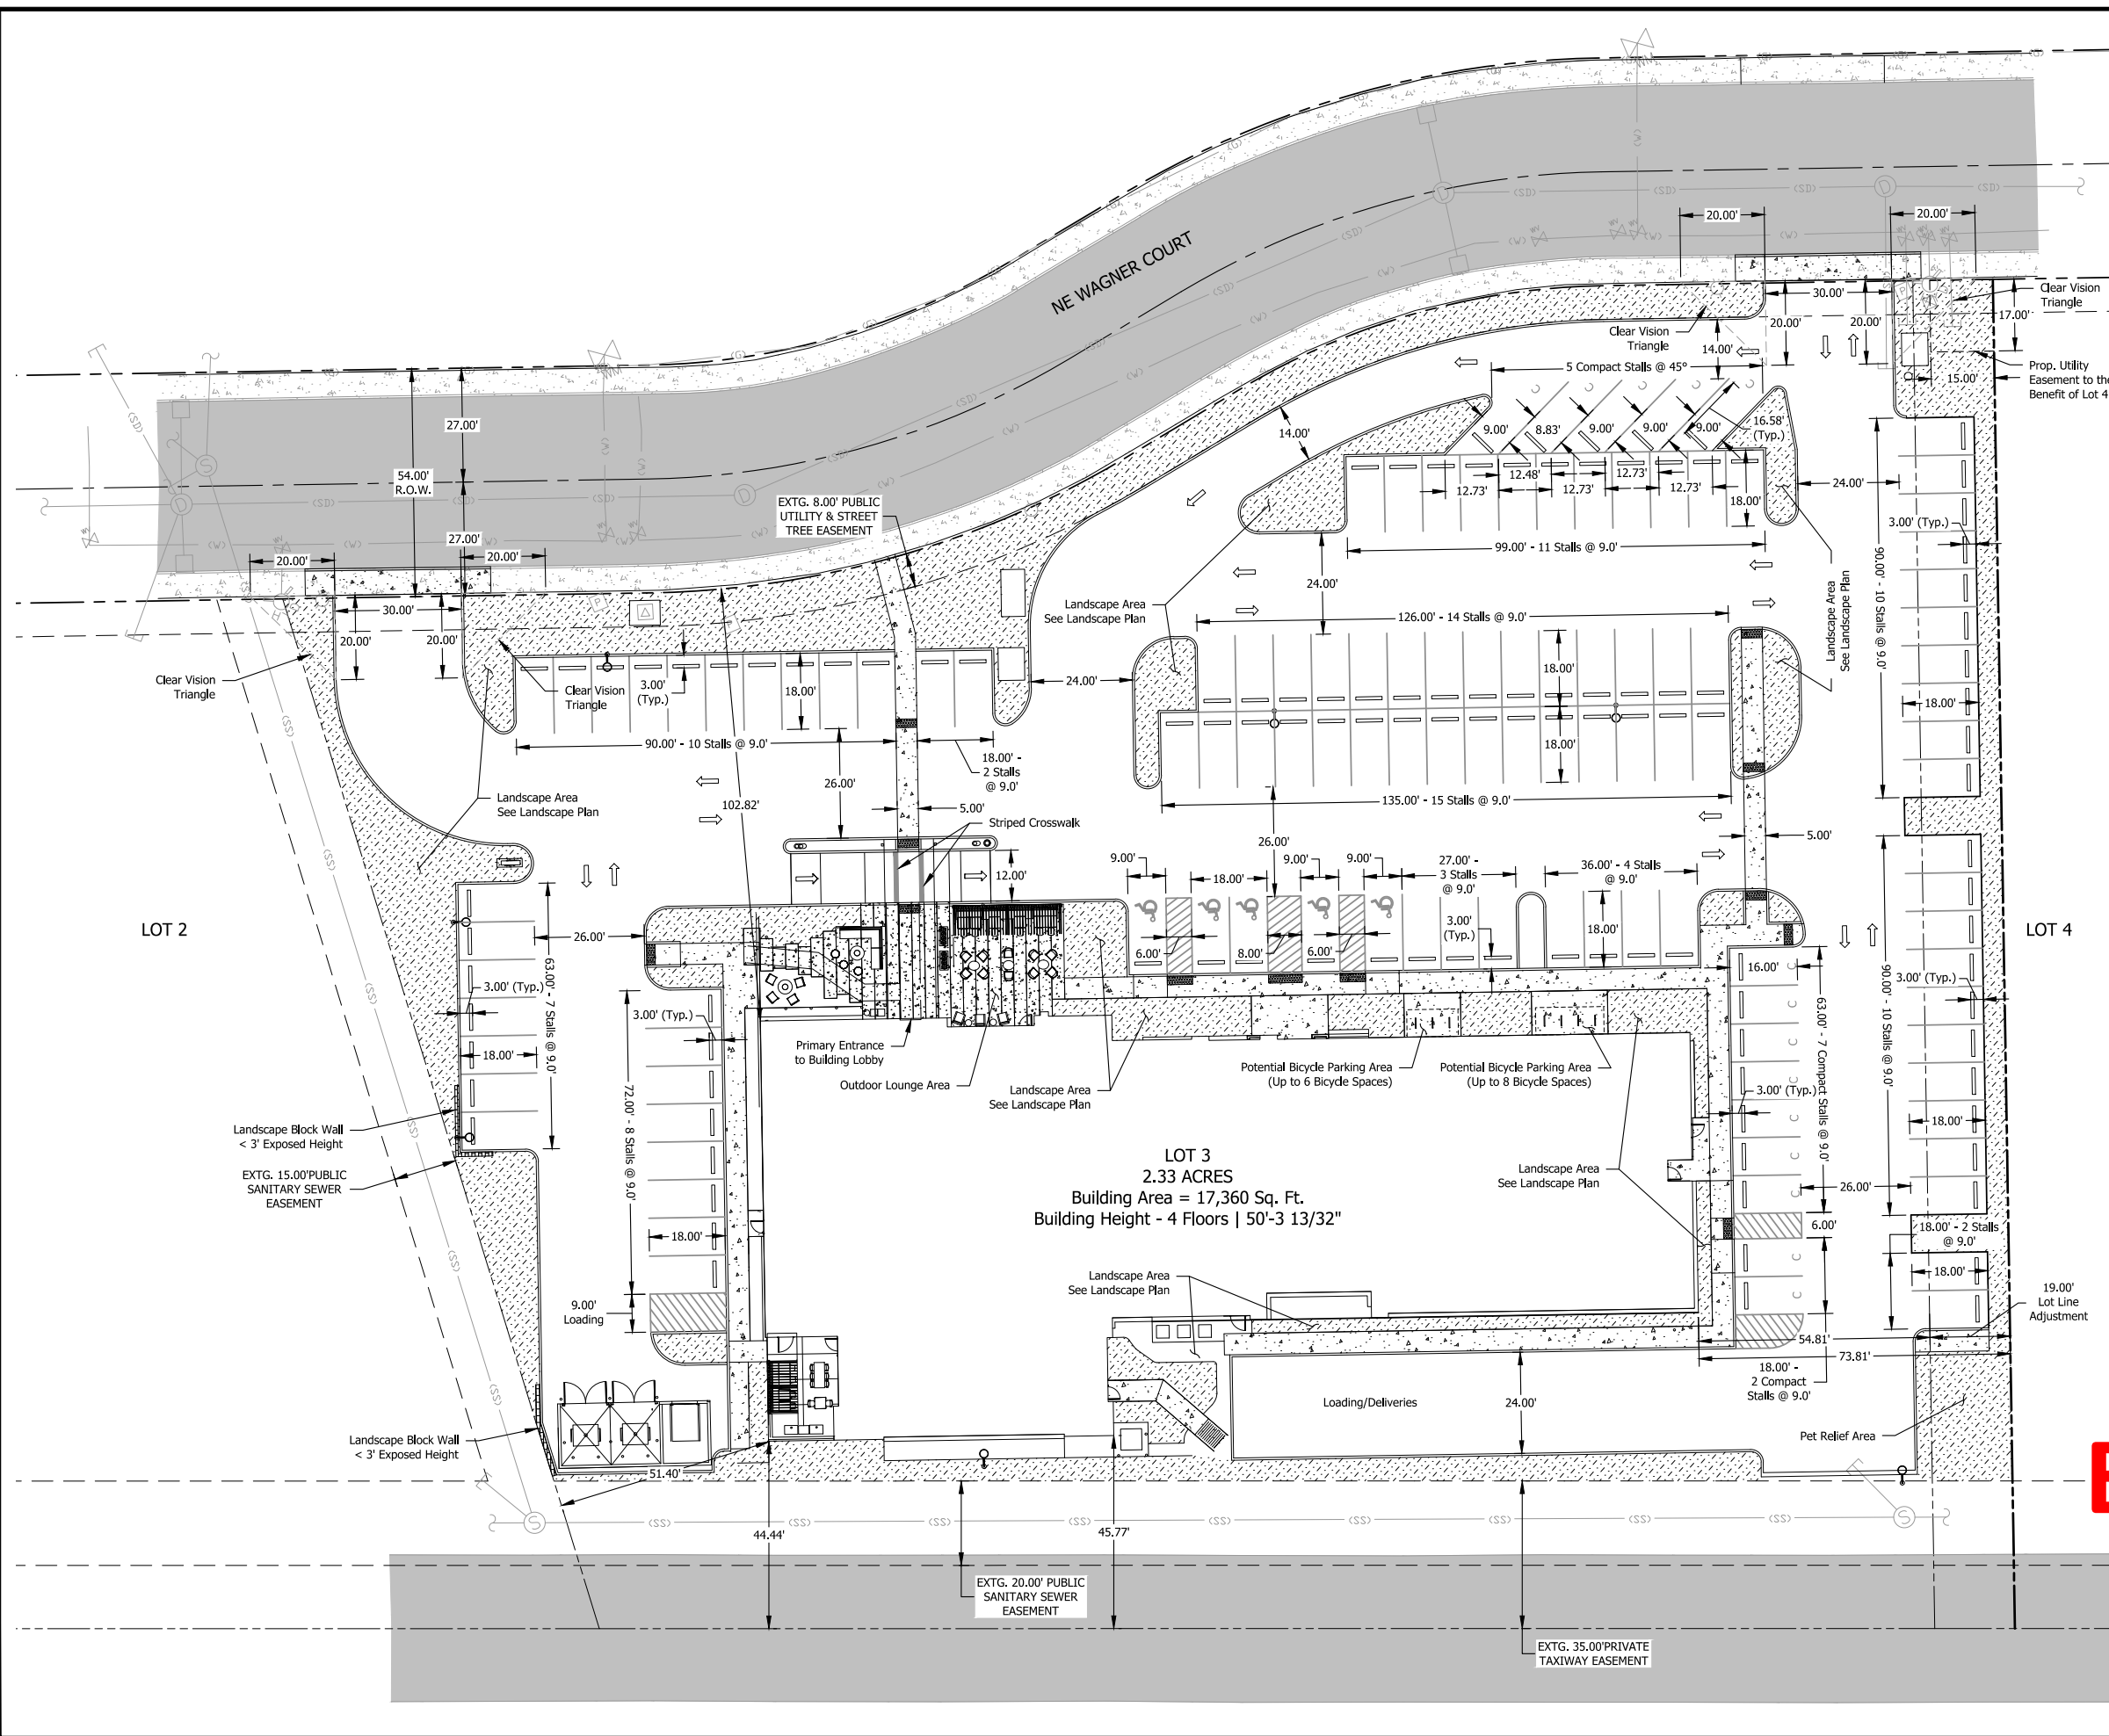 NE WAGNER COURT
20.00'
20.00'
30.00'
Clear Vision
Triangle
17.00'
20.00'
20.00'
Clear Vision
Triangle
14.00'
5 Compact Stalls @ 45°
Prop. Utility
Easement to the
Benefit of Lot 4
15.00'
9.00'
8.83'
9.00'
9.00'
9.00'
16.58'
(Typ.)
14.00'
12.48'
12.73'
12.73'
12.73'
12.73'
18.00'
24.00'
3.00' (Typ.)
99.00' - 11 Stalls @ 9.0'
27.00'
54.00'
R.O.W.
27.00'
EXTG. 8.00' PUBLIC
UTILITY & STREET
TREE EASEMENT
20.00'
20.00'
30.00'
20.00'
20.00'
24.00'
Landscape Area
See Landscape Plan
126.00' - 14 Stalls @ 9.0'
Landscape Area
See Landscape Plan
90.00' - 10 Stalls @ 9.0'
Clear Vision
Triangle
Clear Vision
Triangle
3.00'
(Typ.)
18.00'
24.00'
18.00'
18.00'
18.00'
90.00' - 10 Stalls @ 9.0'
18.00' -
2 Stalls
@ 9.0'
26.00'
102.82'
5.00'
Striped Crosswalk
Landscape Area
See Landscape Plan
135.00' - 15 Stalls @ 9.0'
5.00'
26.00'
12.00'
9.00'
18.00'
9.00'
9.00'
27.00' -
3 Stalls
@ 9.0'
36.00' - 4 Stalls
@ 9.0'
3.00'
(Typ.)
18.00'
6.00'
8.00'
6.00'
LOT 2
26.00'
LOT 4
16.00'
63.00' - 7 Stalls @ 9.0'
3.00' (Typ.)
3.00' (Typ.)
18.00'
3.00' (Typ.)
90.00' - 10 Stalls @ 9.0'
63.00' - 7 Compact Stalls @ 9.0'
3.00' (Typ.)
Primary Entrance
to Building Lobby
Outdoor Lounge Area
Landscape Area
See Landscape Plan
Potential Bicycle Parking Area
(Up to 6 Bicycle Spaces)
Potential Bicycle Parking Area
(Up to 8 Bicycle Spaces)
72.00' - 8 Stalls @ 9.0'
Landscape Block Wall
< 3' Exposed Height
18.00'
EXTG. 15.00'PUBLIC
SANITARY SEWER
EASEMENT
LOT 3
2.33 ACRES
Building Area = 17,360 Sq. Ft.
Building Height - 4 Floors | 50'-3 13/32"
Landscape Area
See Landscape Plan
26.00'
6.00'
18.00' - 2 Stalls
@ 9.0'
18.00'
18.00'
Landscape Area
See Landscape Plan
9.00'
Loading
19.00'
Lot Line
Adjustment
54.81'
73.81'
18.00' -
2 Compact
Stalls @ 9.0'
Loading/Deliveries
24.00'
Pet Relief Area
Landscape Block Wall
< 3' Exposed Height
51.40'
44.44'
45.77'
EXTG. 20.00' PUBLIC
SANITARY SEWER
EASEMENT
EXTG. 35.00'PRIVATE
TAXIWAY EASEMENT